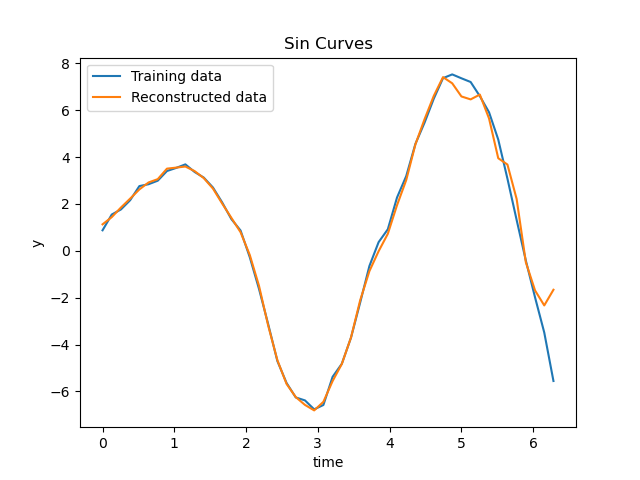 Sin Curves
Training data
Reconstructed data
8
6
4
2
0
−2
−4
−6
y
0 1 2 3 4 5 6
time